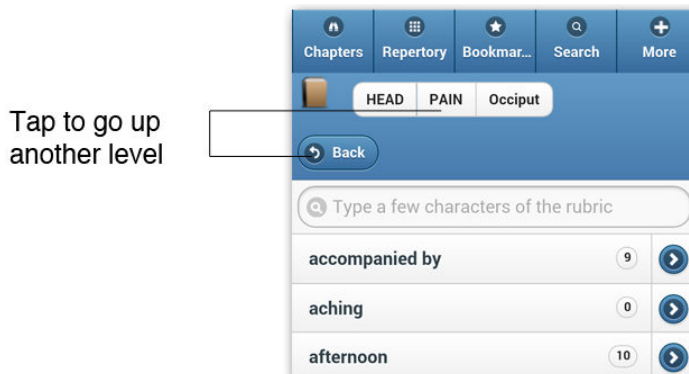 Chapters Repertory Bookmar... Search More
HEAD PAIN Occiput
Tap to go up
another level
Back
Type a few characters of the rubric
accompanied by 9
aching 0
afternoon 10